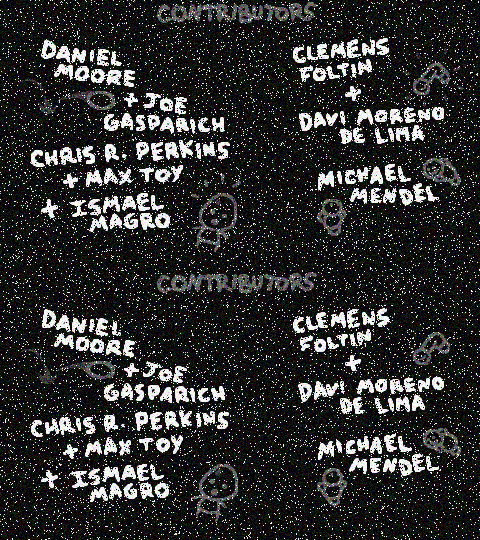 CONTRIBUTORS
DANIEL
MOORE
+ JOE
GASPARICH
CHRIS R. PERKINS
+ MAX TOY
+ ISMAEL
MAGRO
CLEMENS
FOLTIN
+
DAVI MORENO
DE LIMA
MICHAEL
MENDEL
CONTRIBUTORS
DANIEL
MOORE
+ JOE
GASPARICH
CHRIS R. PERKINS
+ MAX TOY
+ ISMAEL
MAGRO
CLEMENS
FOLTIN
+
DAVI MORENO
DE LIMA
MICHAEL
MENDEL